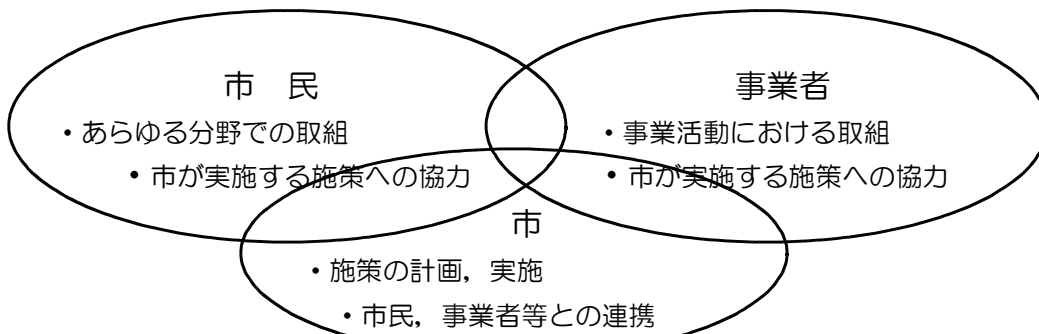 市　民
・あらゆる分野での取組
・市が実施する施策への協力
事業者
・事業活動における取組
・市が実施する施策への協力
市
・施策の計画，実施
・市民，事業者等との連携